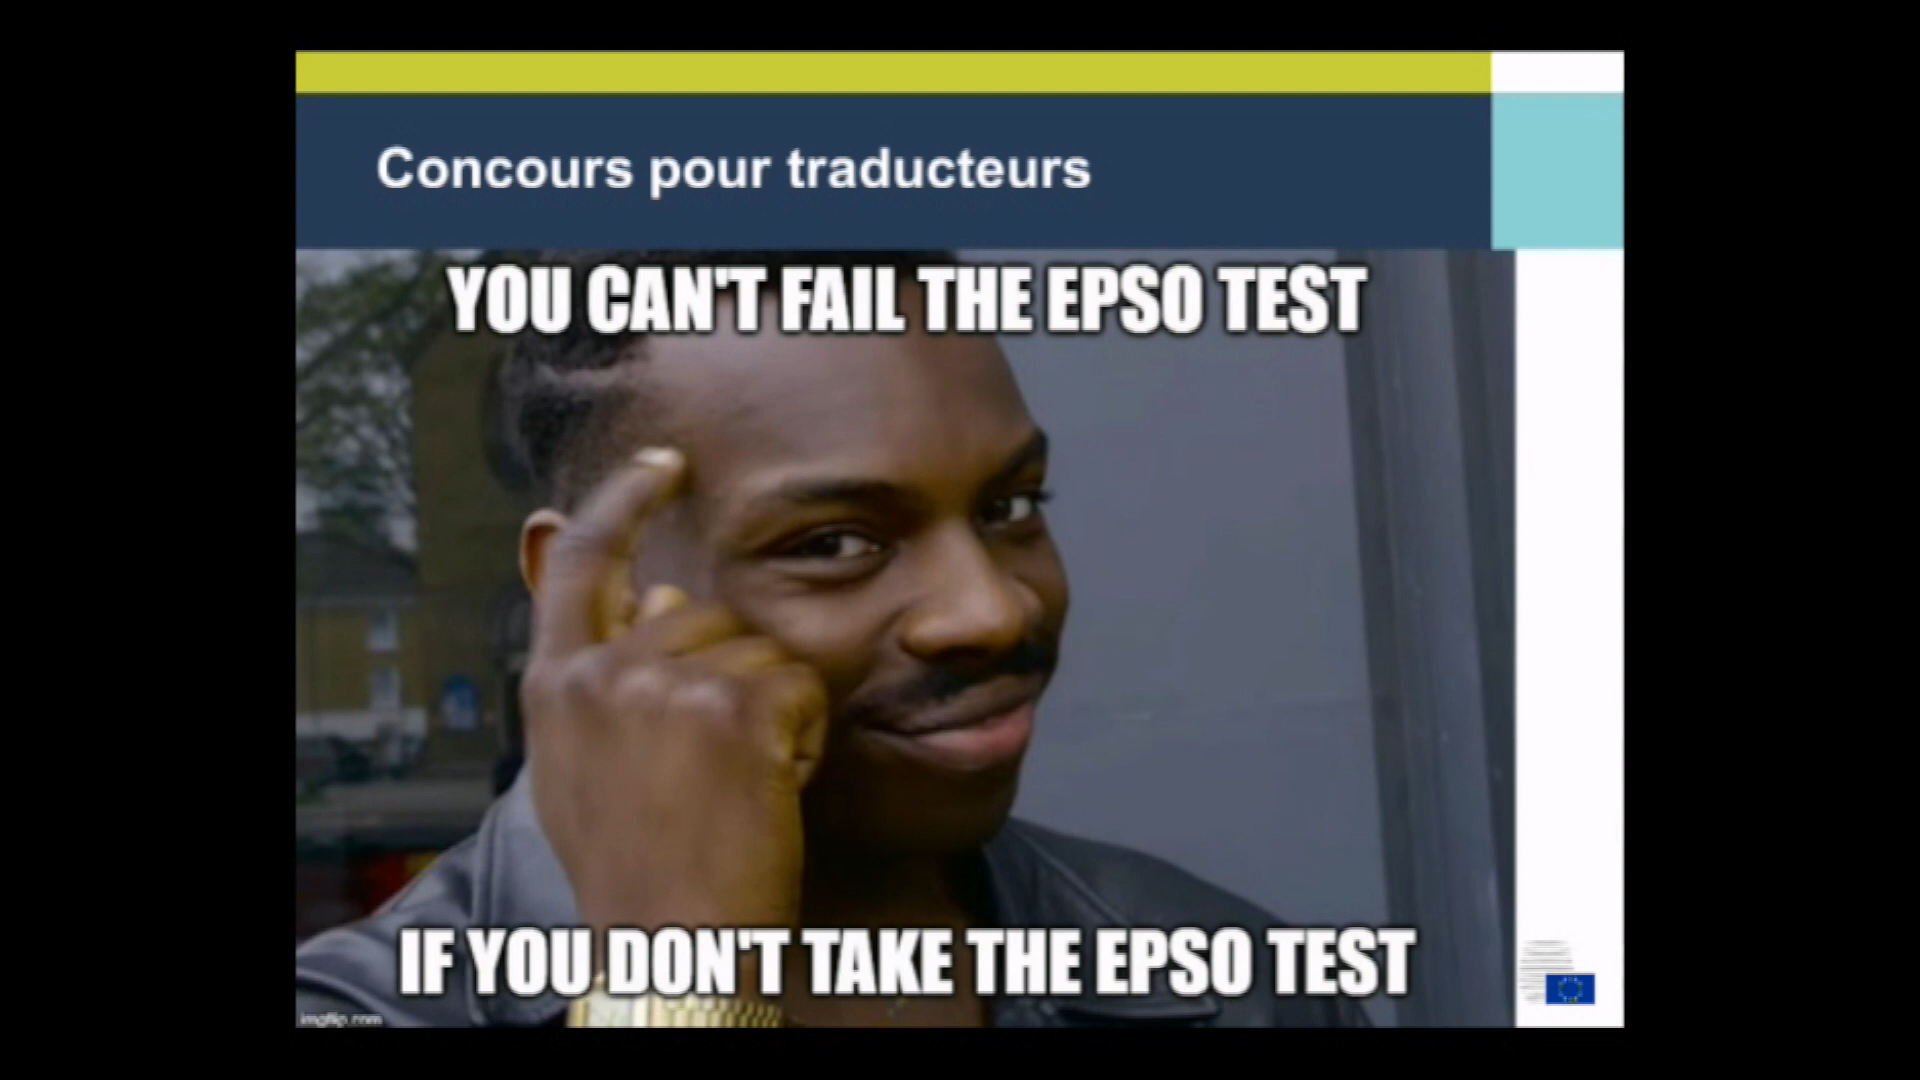 Concours pour traducteurs
YOU CAN'T FAIL THE EPSO TEST
IF YOU DON'T TAKE THE EPSO TEST
imgflip.com